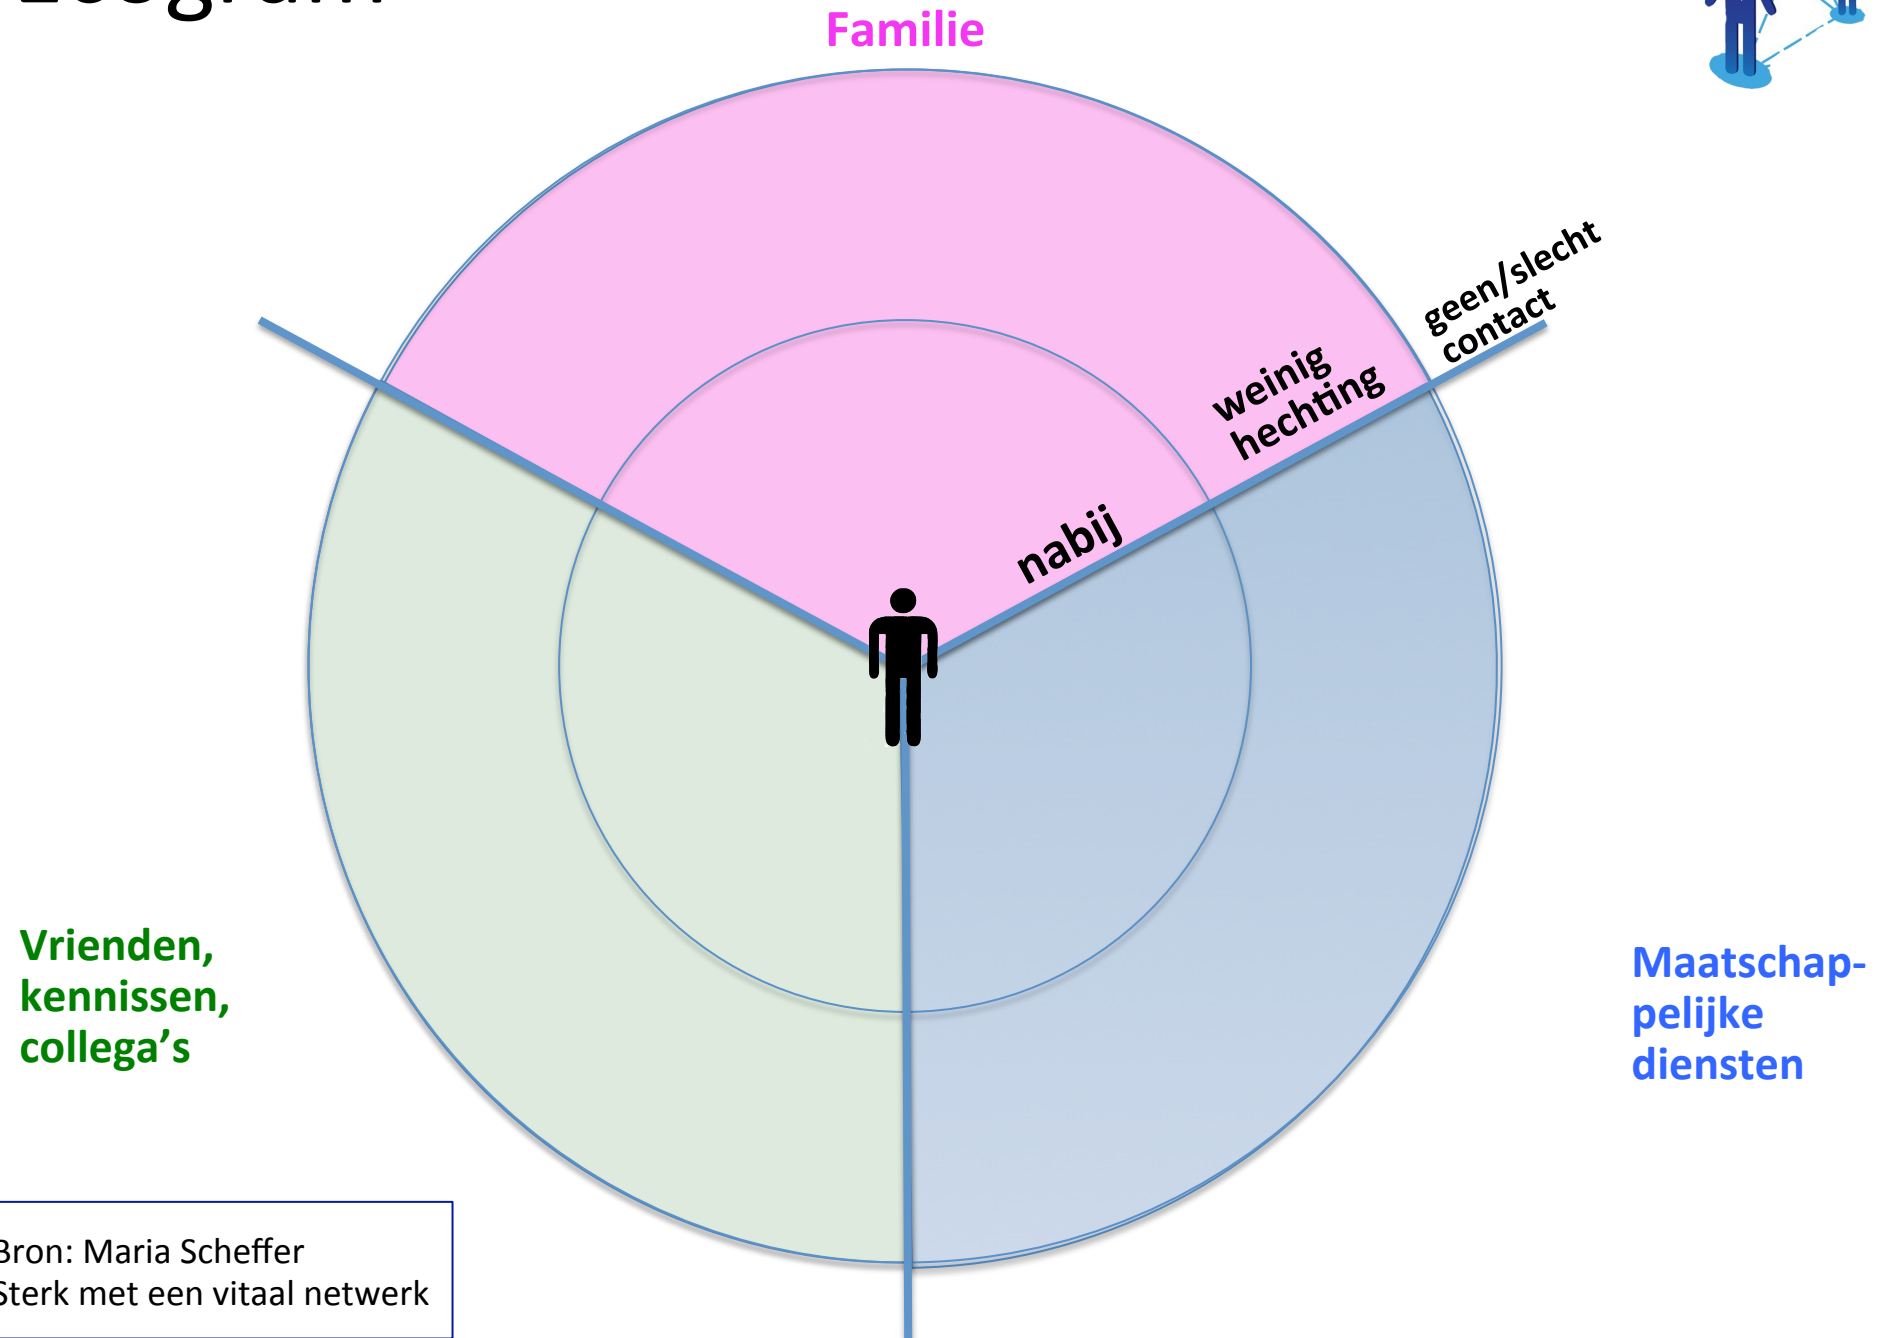 Ecogram
Familie
geen/slecht
contact
weinig
hechting
nabij
Vrienden,
kennissen,
collega's
Maatschap-
pelijke
diensten
Bron: Maria Scheffer
Sterk met een vitaal netwerk